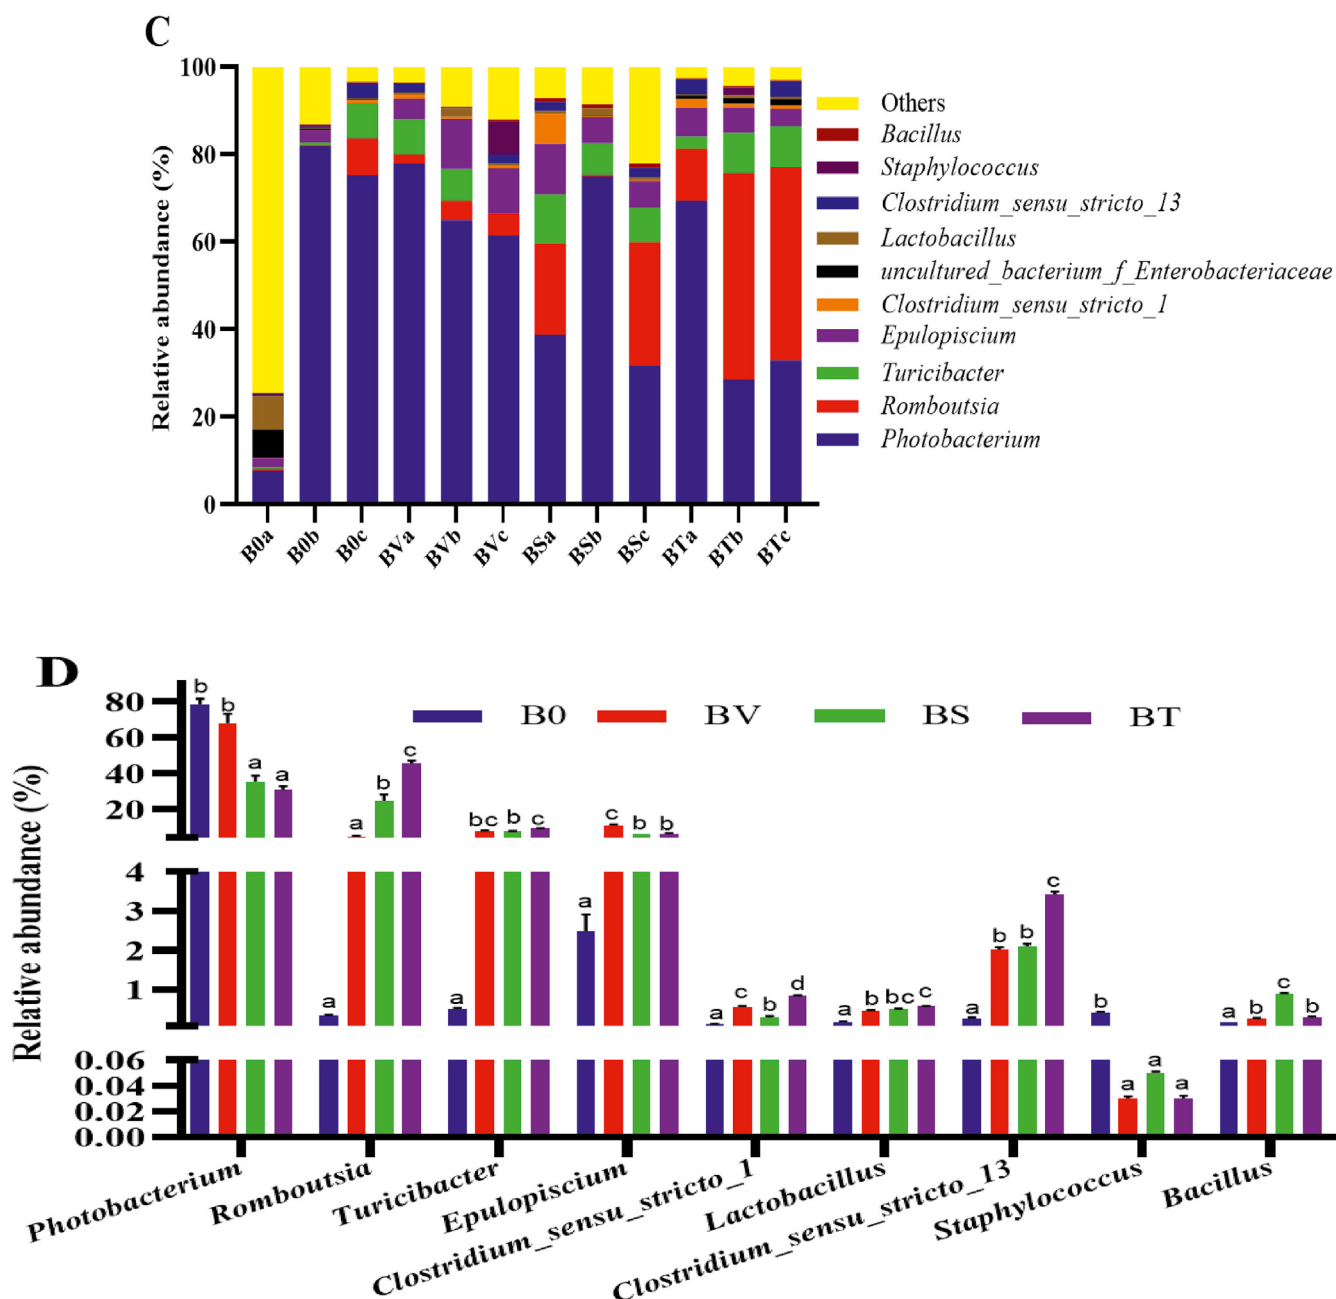 C
Relative abundance (%)
100
80
60
40
20
0
B0a B0b B0c BVa BVb BVc BSa BSb BSc BTa BTb BTc
Others
Bacillus
Staphylococcus
Clostridium_sensu_stricto_13
Lactobacillus
uncultured_bacterium_f_Enterobacteriaceae
Clostridium_sensu_stricto_1
Epulopiscium
Turicibacter
Romboutsia
Photobacterium
D
B0 BV BS BT
Relative abundance (%)
80
60
40
20
4
3
2
1
0.06
0.04
0.02
0.00
b b a a
a a b c
a bc b c
a c b b
a c b d
a b bc c
a b b c
b a a a
a b c b
Photobacterium
Romboutsia
Turicibacter
Epulopiscium
Clostridium_sensu_stricto_1
Lactobacillus
Clostridium_sensu_stricto_13
Staphylococcus
Bacillus